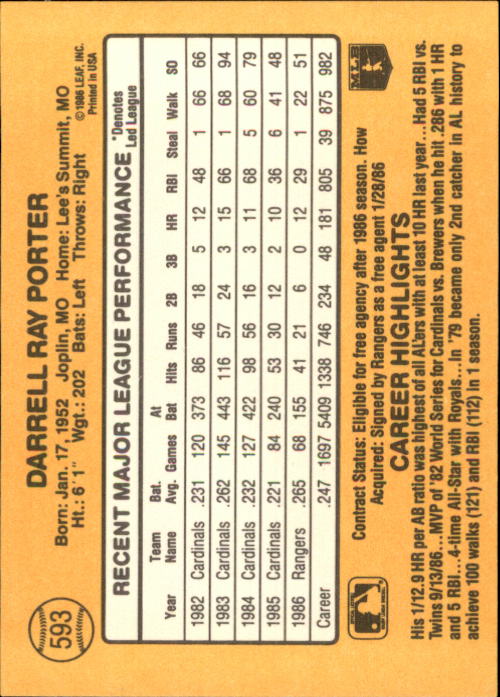 593
DARRELL RAY PORTER
© 1986 LEAF, INC.
Printed in USA
Born: Jan. 17, 1952 Joplin, MO Home: Lee's Summit, MO
Ht.: 6'1" Wgt.: 202 Bats: Left Throws: Right
RECENT MAJOR LEAGUE PERFORMANCE *Denotes Led League
Year Team Name Bat. Avg. Games At Bat Hits Runs 2B 3B HR RBI Steal Walk SO
1982 Cardinals .231 120 373 86 46 18 5 12 48 1 66 66
1983 Cardinals .262 145 443 116 57 24 3 15 66 1 68 94
1984 Cardinals .232 127 422 98 56 16 3 11 68 5 60 79
1985 Cardinals .221 84 240 53 30 12 2 10 36 6 41 48
1986 Rangers .265 68 155 41 21 6 0 12 29 1 22 51
Career .247 1697 5409 1338 746 234 48 181 805 39 875 982
Contract Status: Eligible for free agency after 1986 season. How
Acquired: Signed by Rangers as a free agent 1/28/86
MLB
CAREER HIGHLIGHTS
His 1/12.9 HR per AB ratio was highest of all AL'ers with at least 10 HR last year...Had 5 RBI vs.
Twins 9/13/86...MVP of '82 World Series for Cardinals vs. Brewers when he hit .286 with 1 HR
and 5 RBI...4-time All-Star with Royals...In '79 became only 2nd catcher in AL history to
achieve 100 walks (121) and RBI (112) in 1 season.